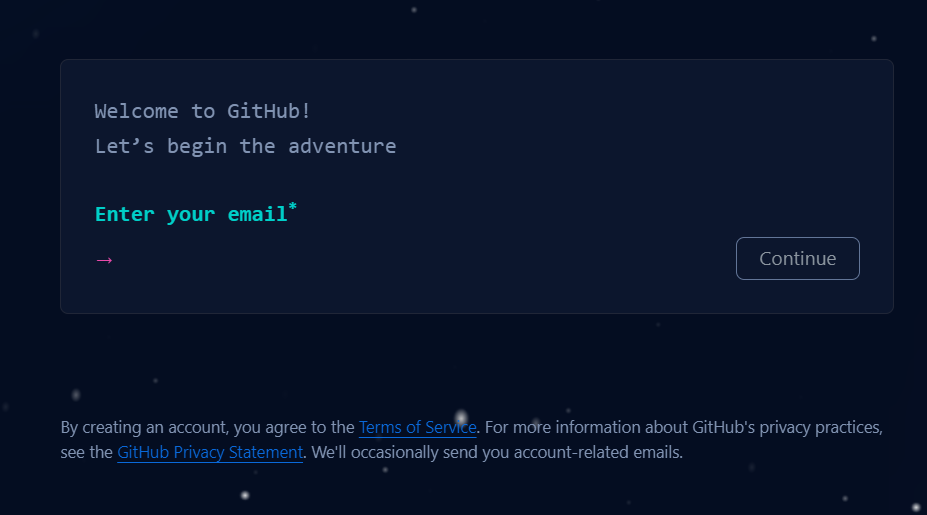 Welcome to GitHub!
Let’s begin the adventure
Enter your email*
→
Continue
By creating an account, you agree to the Terms of Service. For more information about GitHub's privacy practices,
see the GitHub Privacy Statement. We'll occasionally send you account-related emails.